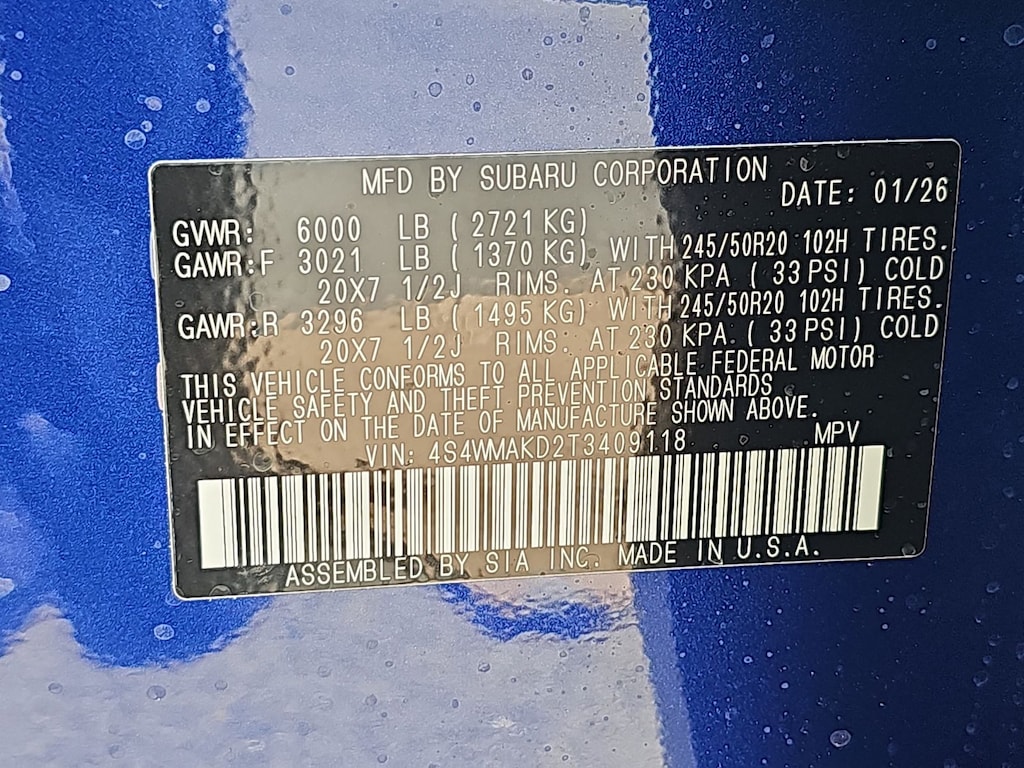 MFD BY SUBARU CORPORATION
DATE: 01/26
GVWR: 6000 LB ( 2721 KG)
GAWR:F 3021 LB ( 1370 KG) WITH 245/50R20 102H TIRES.
20X7 1/2J RIMS. AT 230 KPA ( 33 PSI) COLD
GAWR:R 3296 LB ( 1495 KG) WITH 245/50R20 102H TIRES.
20X7 1/2J RIMS. AT 230 KPA. ( 33 PSI) COLD
THIS VEHICLE CONFORMS TO ALL APPLICABLE FEDERAL MOTOR
VEHICLE SAFETY AND THEFT PREVENTION STANDARDS
IN EFFECT ON THE DATE OF MANUFACTURE SHOWN ABOVE.
VIN: 4S4WMAKD2T3409118 MPV
ASSEMBLED BY SIA INC. MADE IN U.S.A.